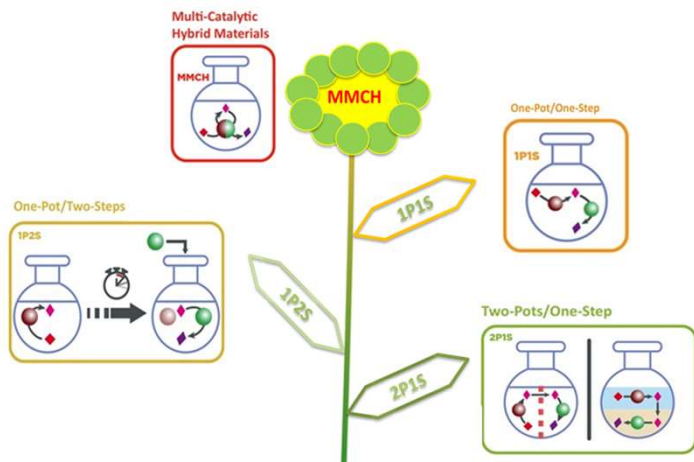 Multi-Catalytic
Hybrid Materials
MMCH
MMCH
One-Pot/One-Step
1P1S
1P1S
One-Pot/Two-Steps
1P2S
1P2S
Two-Pots/One-Step
2P1S
2P1S